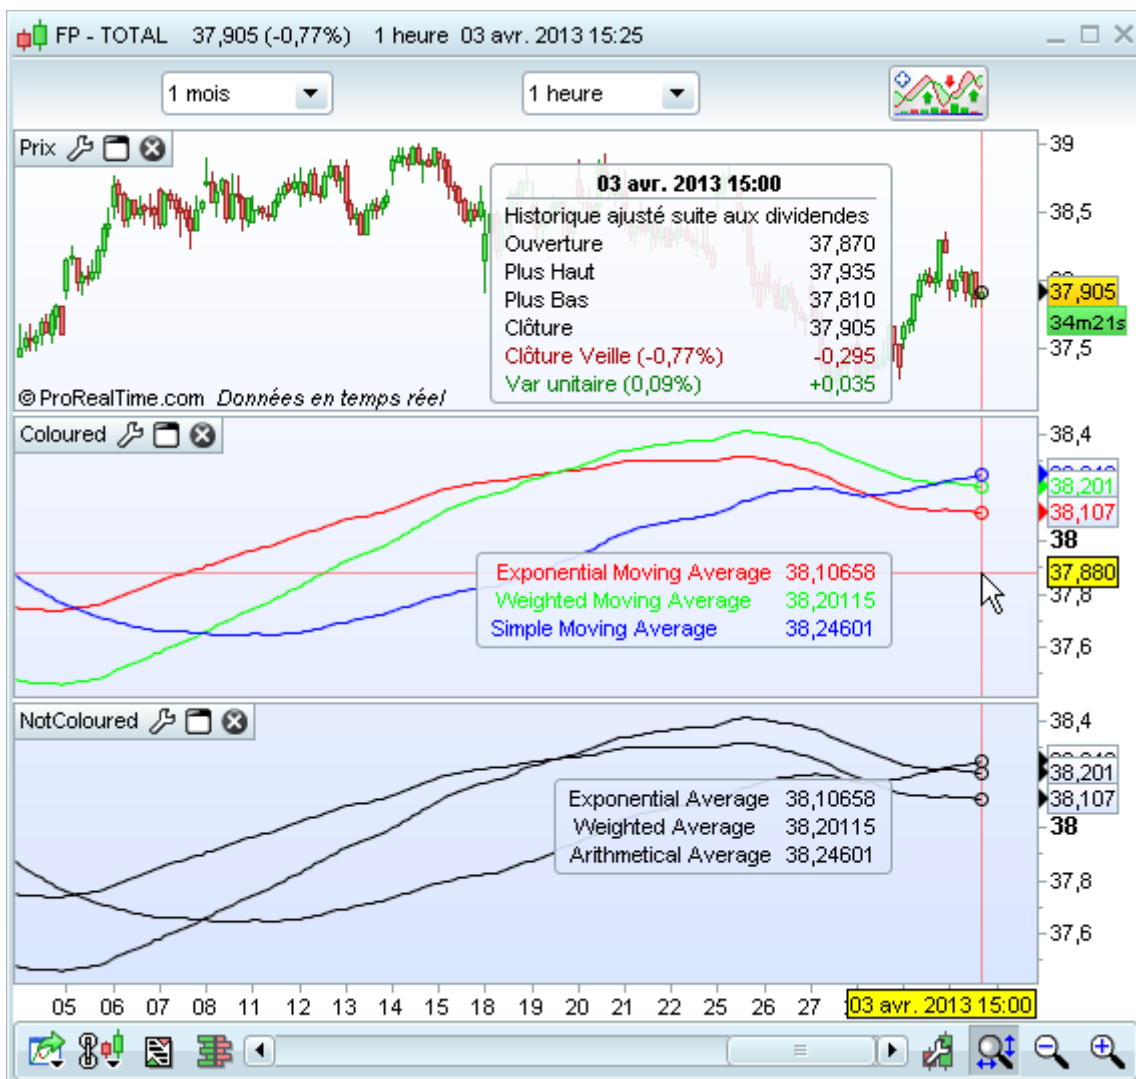 FP - TOTAL 37,905 (-0,77%) 1 heure 03 avr. 2013 15:25
1 mois 1 heure
Prix
39
38,5
37,905
34m21s
37,5
03 avr. 2013 15:00
Historique ajusté suite aux dividendes
Ouverture 37,870
Plus Haut 37,935
Plus Bas 37,810
Clôture 37,905
Clôture Veille (-0,77%) -0,295
Var unitaire (0,09%) +0,035
© ProRealTime.com Données en temps réel
Coloured
38,4
38,201
38,107
38
37,880
37,8
37,6
Exponential Moving Average 38,10658
Weighted Moving Average 38,20115
Simple Moving Average 38,24601
NotColoured
38,4
38,201
38,107
38
37,8
37,6
Exponential Average 38,10658
Weighted Average 38,20115
Arithmetical Average 38,24601
05 06 07 08 11 12 13 14 15 18 19 20 21 22 25 26 27 03 avr. 2013 15:00